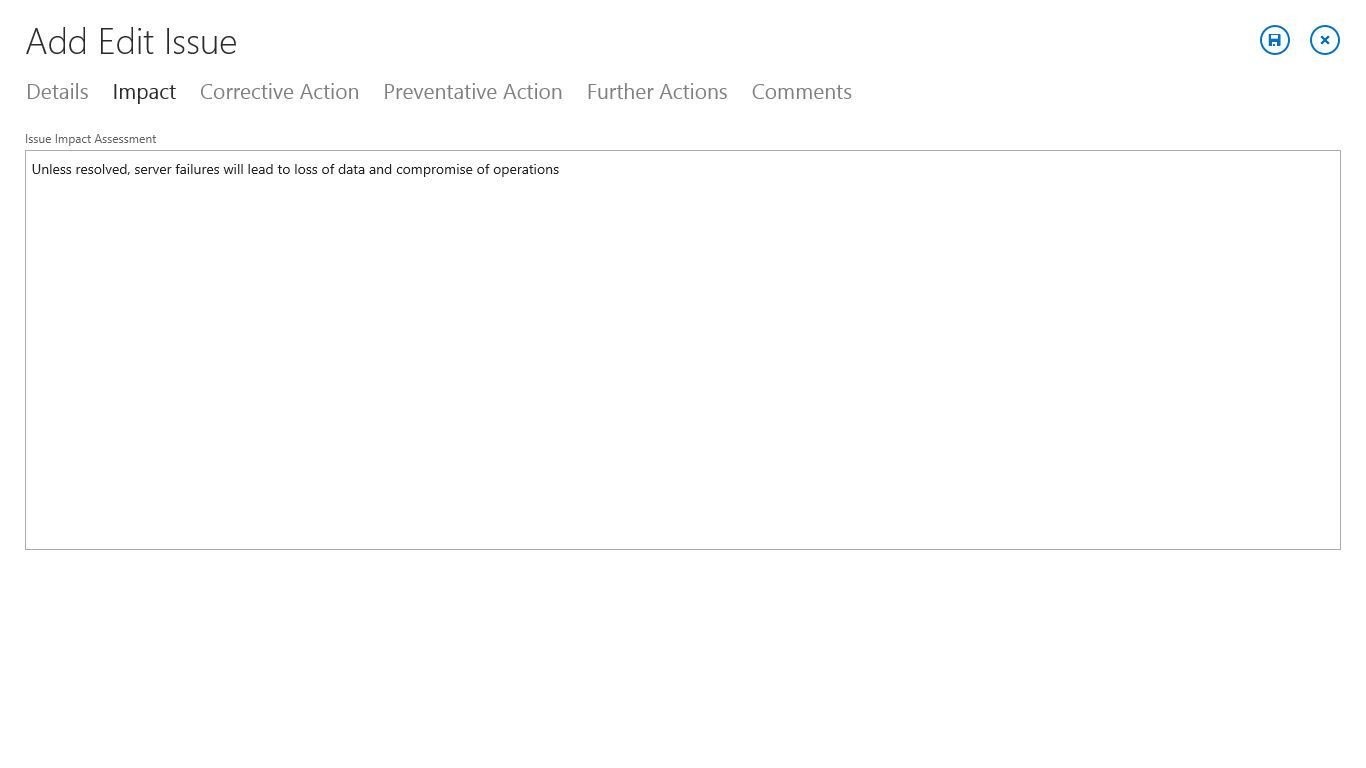 Add Edit Issue
Details Impact Corrective Action Preventative Action Further Actions Comments
Issue Impact Assessment
Unless resolved, server failures will lead to loss of data and compromise of operations